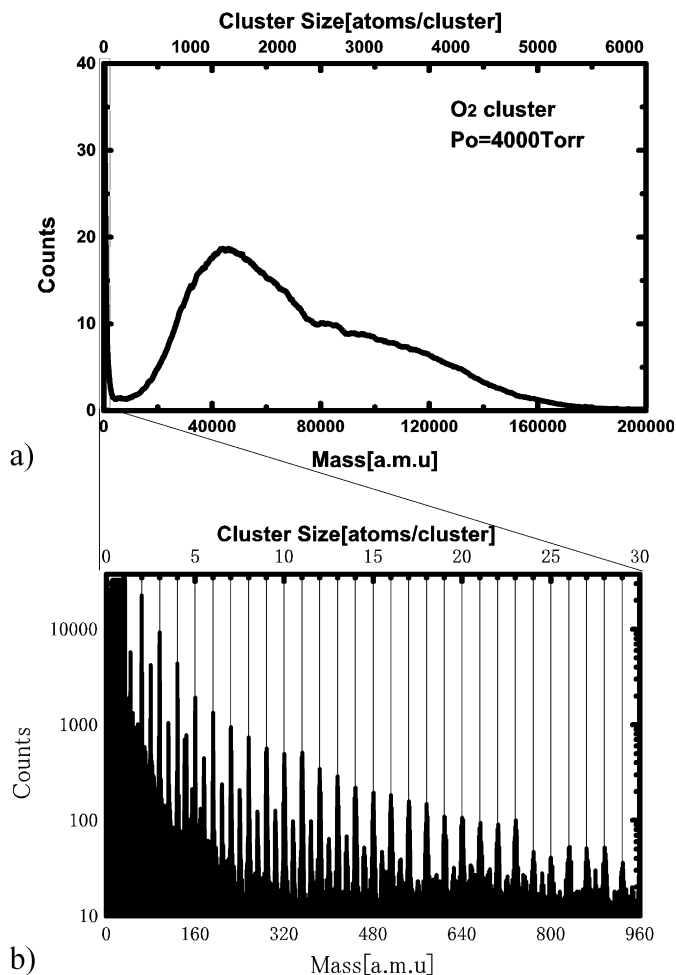 Cluster Size[atoms/cluster]
0 1000 2000 3000 4000 5000 6000
40
30
20
10
0
Counts
O2 cluster
Po=4000Torr
0 40000 80000 120000 160000 200000
Mass[a.m.u]
a)
Cluster Size[atoms/cluster]
0 5 10 15 20 25 30
10000
1000
100
10
Counts
0 160 320 480 640 800 960
Mass[a.m.u]
b)